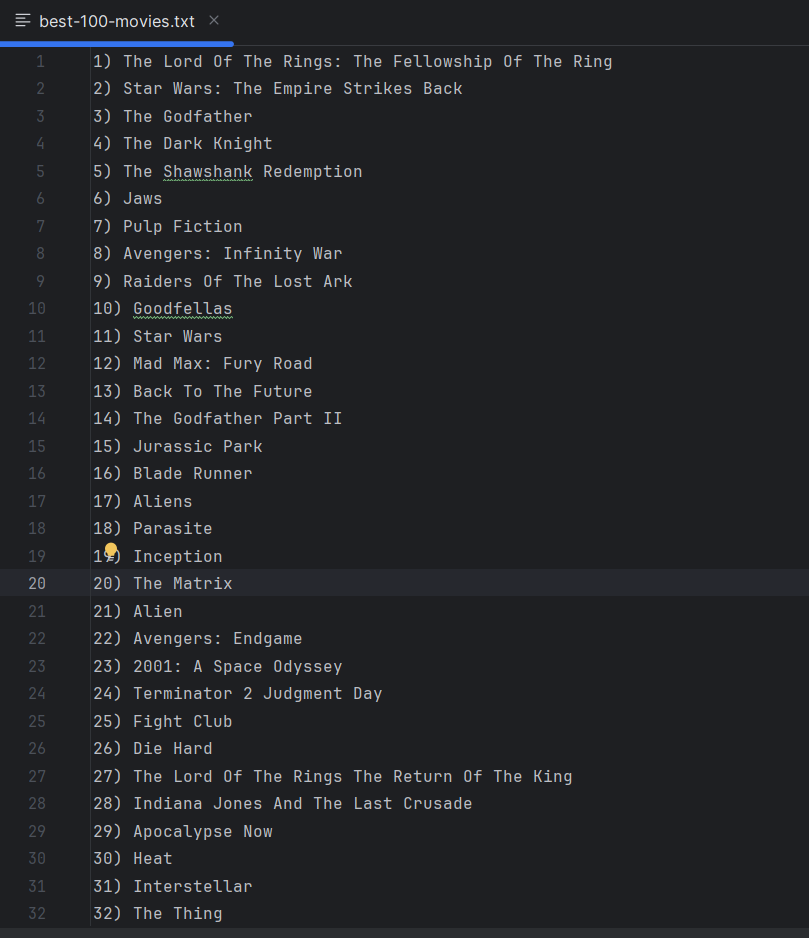 best-100-movies.txt
1 1) The Lord Of The Rings: The Fellowship Of The Ring
2 2) Star Wars: The Empire Strikes Back
3 3) The Godfather
4 4) The Dark Knight
5 5) The Shawshank Redemption
6 6) Jaws
7 7) Pulp Fiction
8 8) Avengers: Infinity War
9 9) Raiders Of The Lost Ark
10 10) Goodfellas
11 11) Star Wars
12 12) Mad Max: Fury Road
13 13) Back To The Future
14 14) The Godfather Part II
15 15) Jurassic Park
16 16) Blade Runner
17 17) Aliens
18 18) Parasite
19 19) Inception
20 20) The Matrix
21 21) Alien
22 22) Avengers: Endgame
23 23) 2001: A Space Odyssey
24 24) Terminator 2 Judgment Day
25 25) Fight Club
26 26) Die Hard
27 27) The Lord Of The Rings The Return Of The King
28 28) Indiana Jones And The Last Crusade
29 29) Apocalypse Now
30 30) Heat
31 31) Interstellar
32 32) The Thing